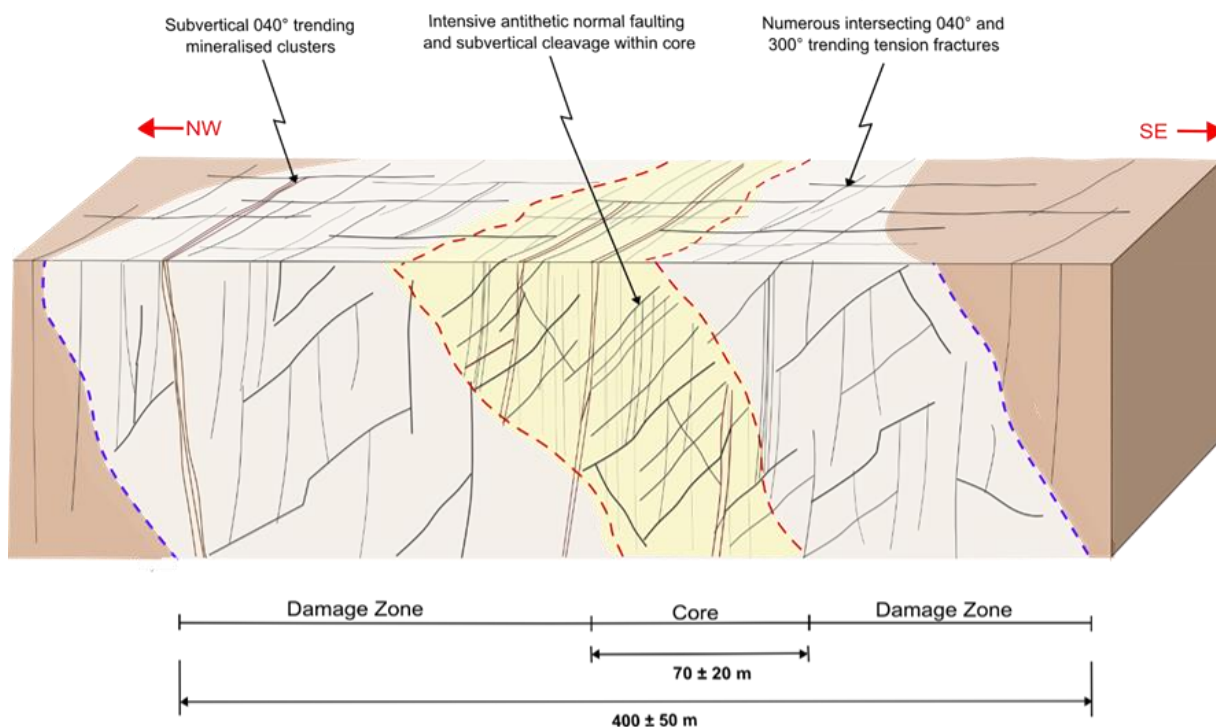 Subvertical 040° trending
mineralised clusters
Intensive antithetic normal faulting
and subvertical cleavage within core
Numerous intersecting 040° and
300° trending tension fractures
NW
SE
Damage Zone
Core
Damage Zone
70 ± 20 m
400 ± 50 m